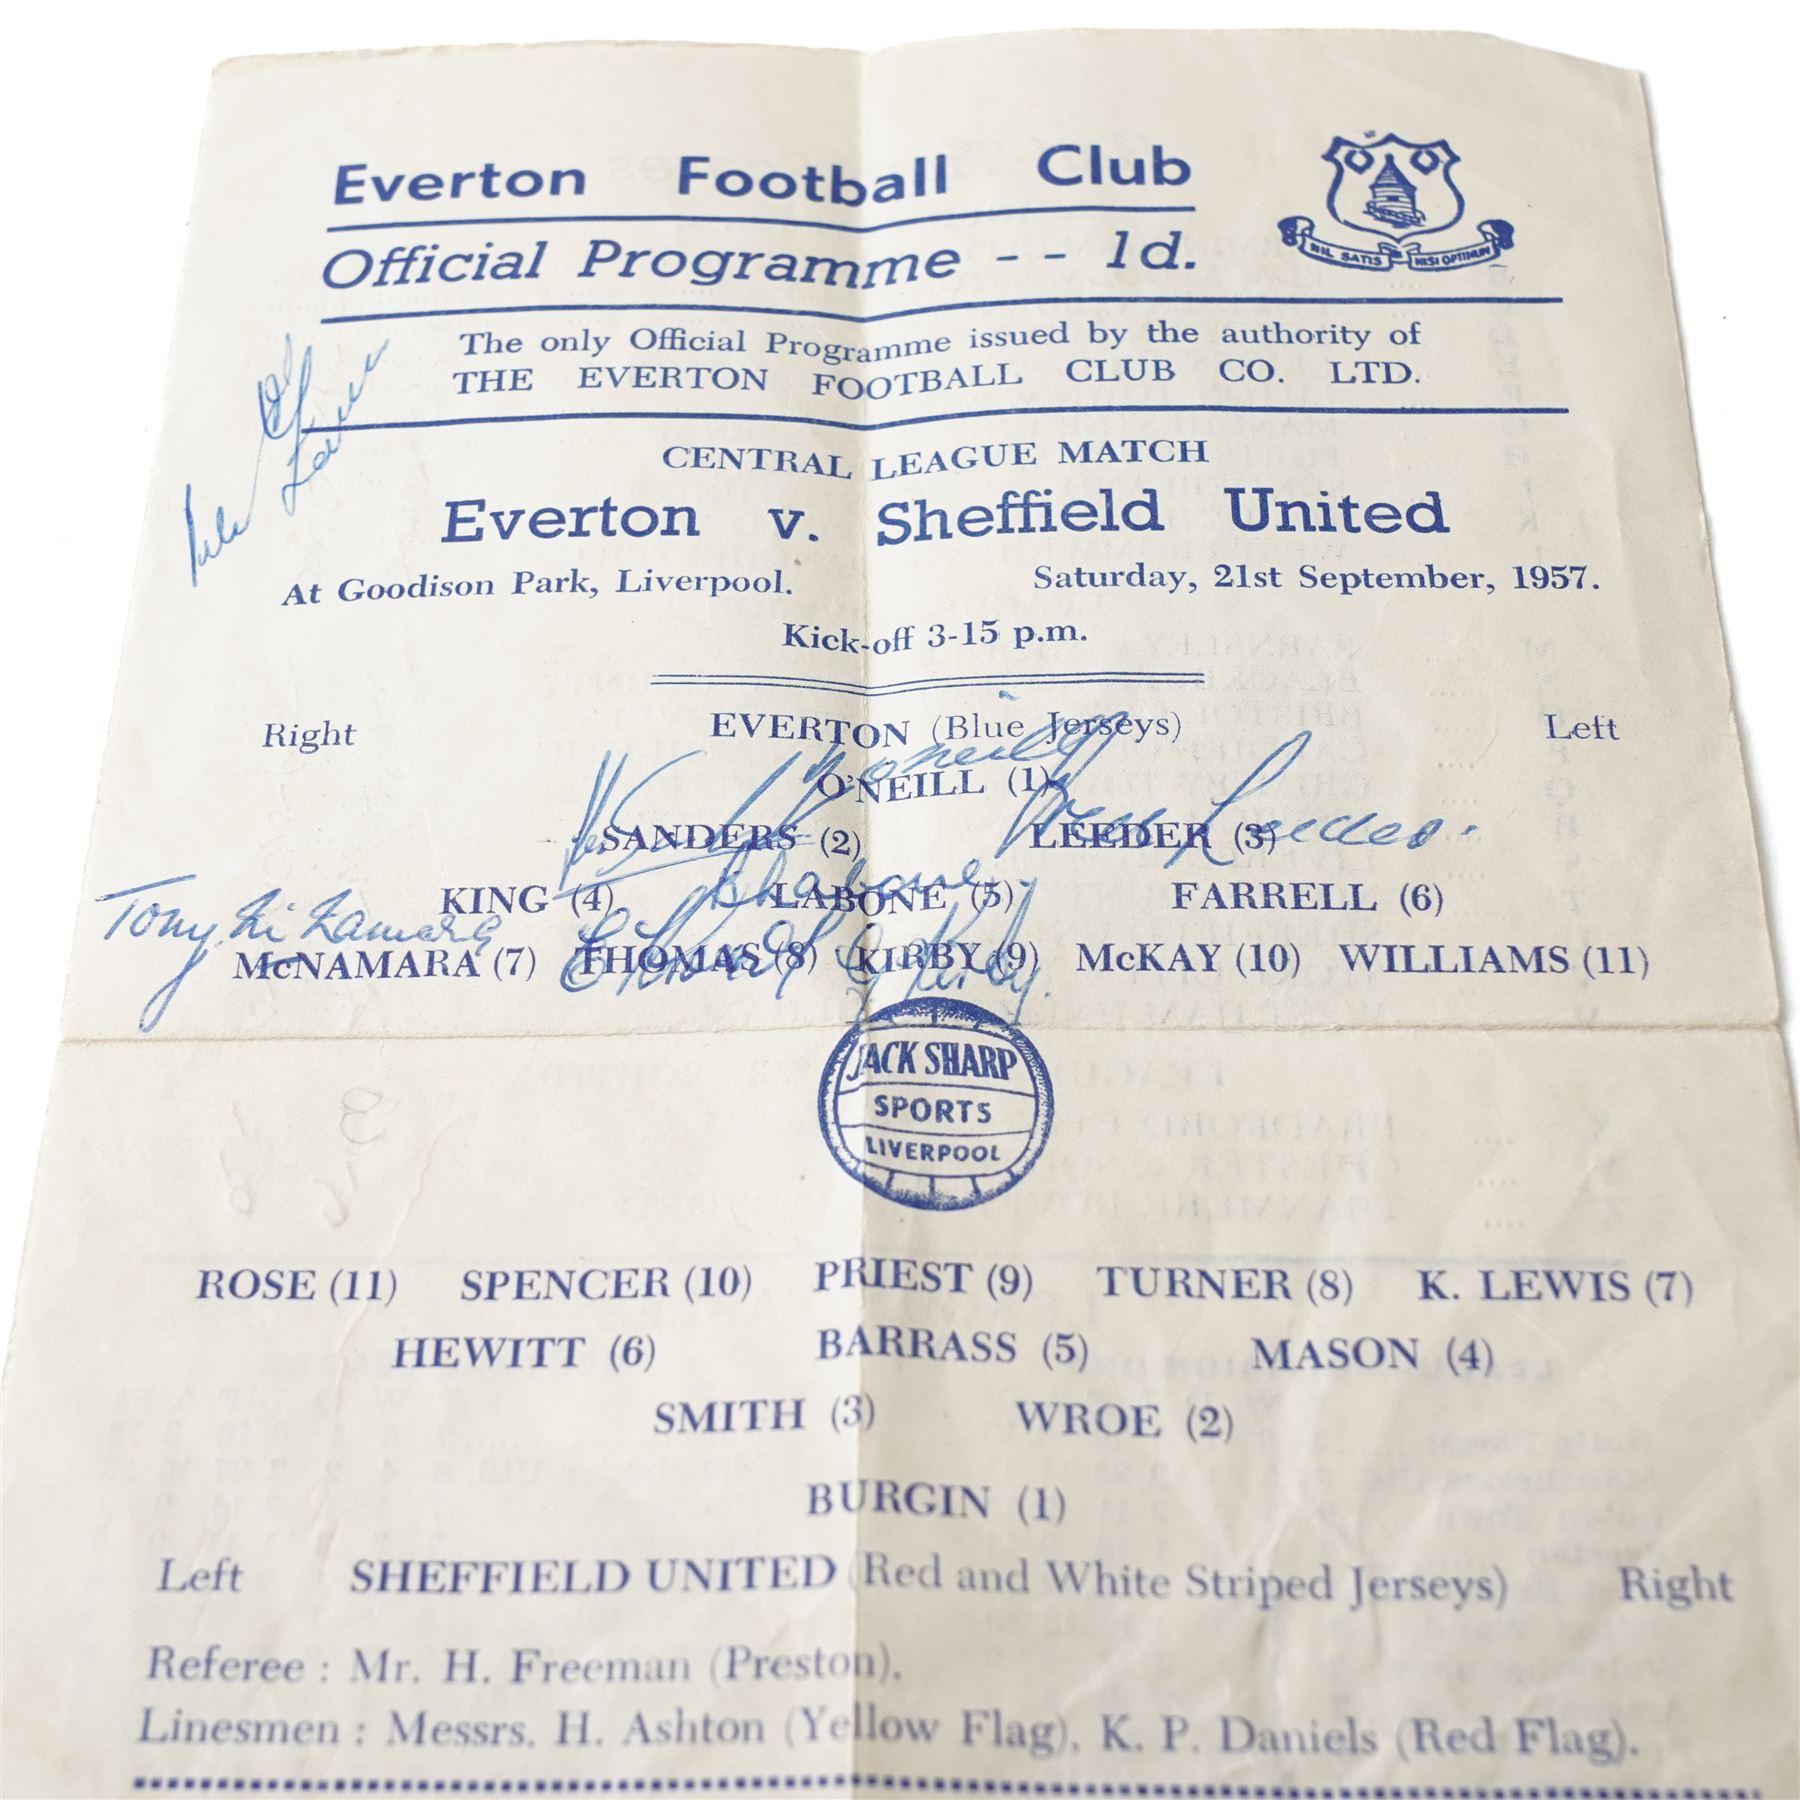 Everton Football Club
Official Programme - - 1d.
NIL SATIS NISI OPTIMUM
The only Official Programme issued by the authority of
THE EVERTON FOOTBALL CLUB CO. LTD.
CENTRAL LEAGUE MATCH
Everton v. Sheffield United
At Goodison Park, Liverpool. Saturday, 21st September, 1957.
Kick-off 3-15 p.m.
Right EVERTON (Blue Jerseys) Left
O'Neill
O'NEILL (1)
SANDERS (2) LEEDER (3)
Leeder.
B Labone
KING (4) LABONE (5) FARRELL (6)
Tony McNamara
E Thomas G Kirby.
McNAMARA (7) THOMAS (8) KIRBY (9) McKAY (10) WILLIAMS (11)
JACK SHARP
SPORTS
LIVERPOOL
ROSE (11) SPENCER (10) PRIEST (9) TURNER (8) K. LEWIS (7)
HEWITT (6) BARRASS (5) MASON (4)
SMITH (3) WROE (2)
BURGIN (1)
Left SHEFFIELD UNITED (Red and White Striped Jerseys) Right
Referee : Mr. H. Freeman (Preston).
Linesmen : Messrs. H. Ashton (Yellow Flag), K. P. Daniels (Red Flag).